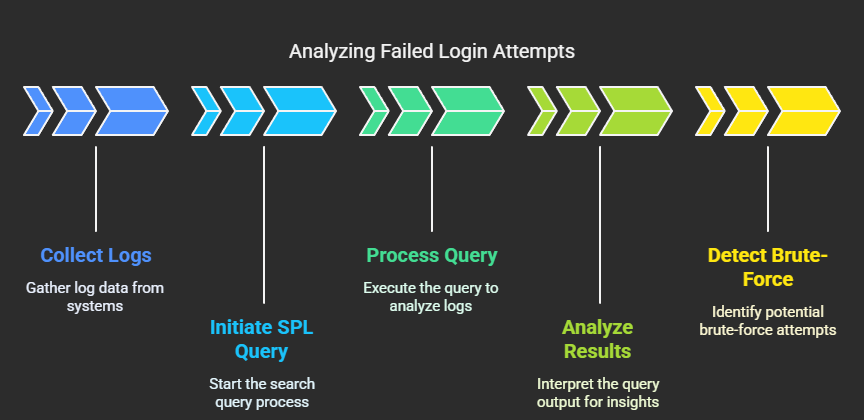 Analyzing Failed Login Attempts
Collect Logs
Gather log data from
systems
Initiate SPL
Query
Start the search
query process
Process Query
Execute the query to
analyze logs
Analyze
Results
Interpret the query
output for insights
Detect Brute-
Force
Identify potential
brute-force attempts